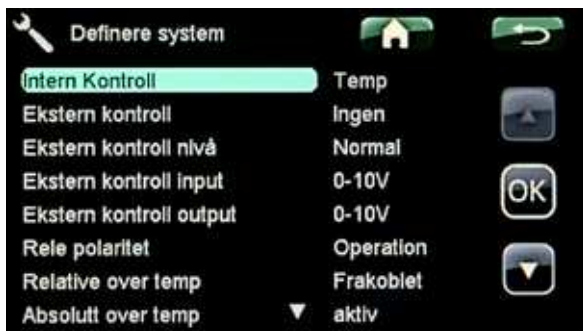 Definere system
Intern Kontroll Temp
Ekstern kontroll Ingen
Ekstern kontroll nivå Normal
Ekstern kontroll input 0-10V
Ekstern kontroll output 0-10V
OK
Rele polaritet Operation
Relative over temp Frakoblet
Absolutt over temp aktiv